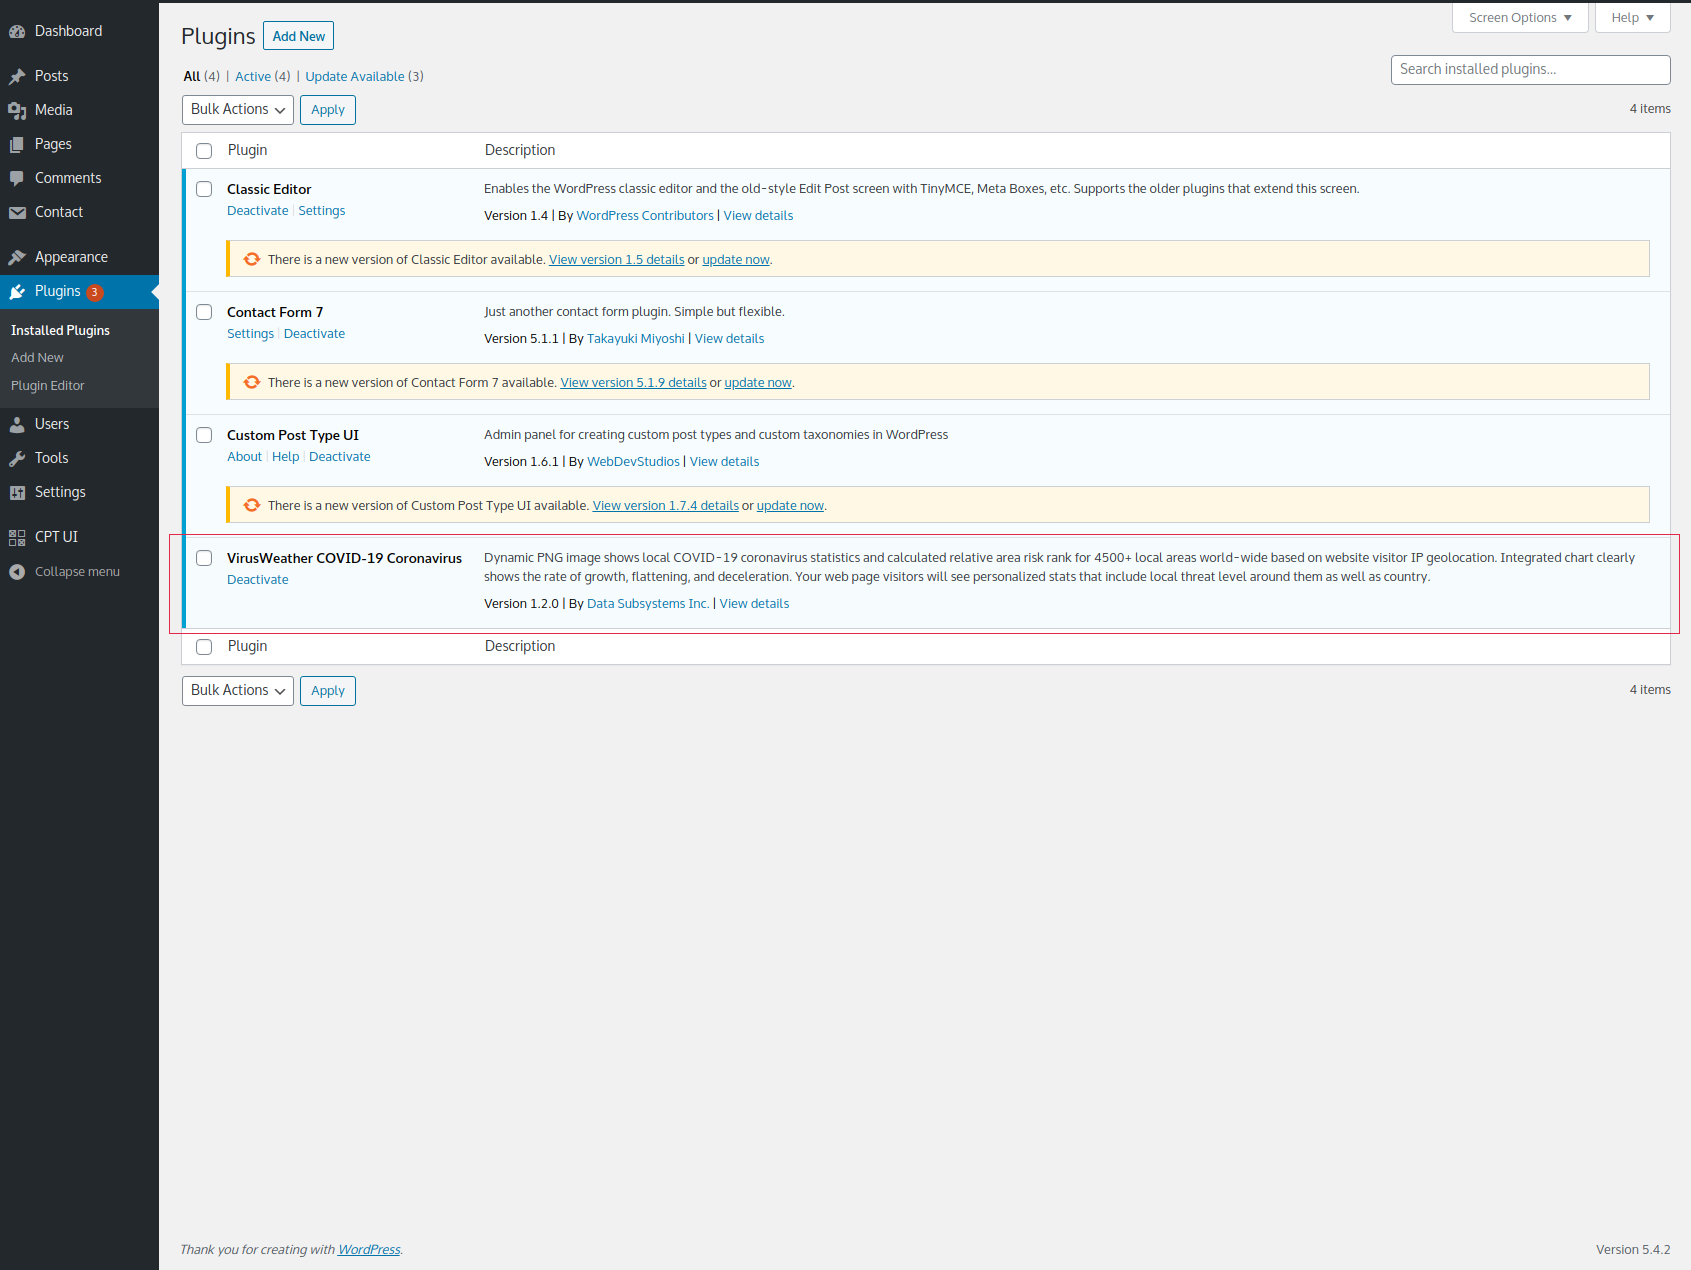 Dashboard
Posts
Media
Pages
Comments
Contact
Appearance
Plugins 3
Installed Plugins
Add New
Plugin Editor
Users
Tools
Settings
CPT UI
Collapse menu
Screen Options
Help
Plugins Add New
All (4) | Active (4) | Update Available (3)
Search installed plugins...
Bulk Actions Apply
4 items
Plugin Description
Classic Editor
Deactivate | Settings
Enables the WordPress classic editor and the old-style Edit Post screen with TinyMCE, Meta Boxes, etc. Supports the older plugins that extend this screen.
Version 1.4 | By WordPress Contributors | View details
There is a new version of Classic Editor available. View version 1.5 details or update now.
Contact Form 7
Settings | Deactivate
Just another contact form plugin. Simple but flexible.
Version 5.1.1 | By Takayuki Miyoshi | View details
There is a new version of Contact Form 7 available. View version 5.1.9 details or update now.
Custom Post Type UI
About | Help | Deactivate
Admin panel for creating custom post types and custom taxonomies in WordPress
Version 1.6.1 | By WebDevStudios | View details
There is a new version of Custom Post Type UI available. View version 1.7.4 details or update now.
VirusWeather COVID-19 Coronavirus
Deactivate
Dynamic PNG image shows local COVID-19 coronavirus statistics and calculated relative area risk rank for 4500+ local areas world-wide based on website visitor IP geolocation. Integrated chart clearly
shows the rate of growth, flattening, and deceleration. Your web page visitors will see personalized stats that include local threat level around them as well as country.
Version 1.2.0 | By Data Subsystems Inc. | View details
Plugin Description
Bulk Actions Apply
4 items
Thank you for creating with WordPress.
Version 5.4.2